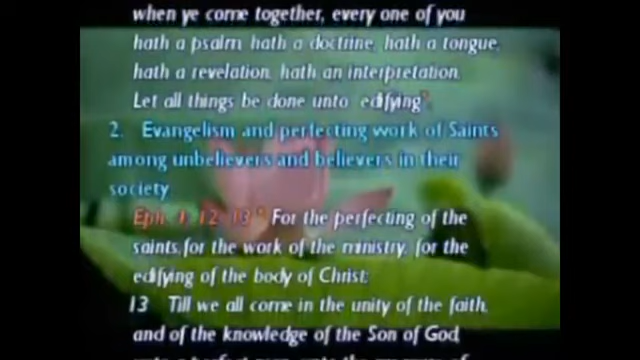 when ye come together, every one of you
hath a psalm, hath a doctrine, hath a tongue,
hath a revelation, hath an interpretation.
Let all things be done unto edifying"
2. Evangelism and perfecting work of Saints
among unbelievers and believers in their
society
Eph. 4: 12-13 " For the perfecting of the
saints, for the work of the ministry, for the
edifying of the body of Christ:
13 Till we all come in the unity of the faith,
and of the knowledge of the Son of God,